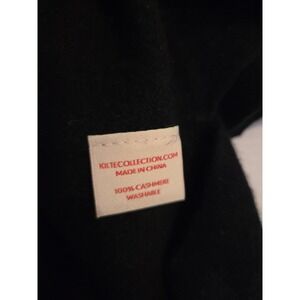 KILTECOLLECTION.COM
MADE IN CHINA
100% CASHMERE
WASHABLE